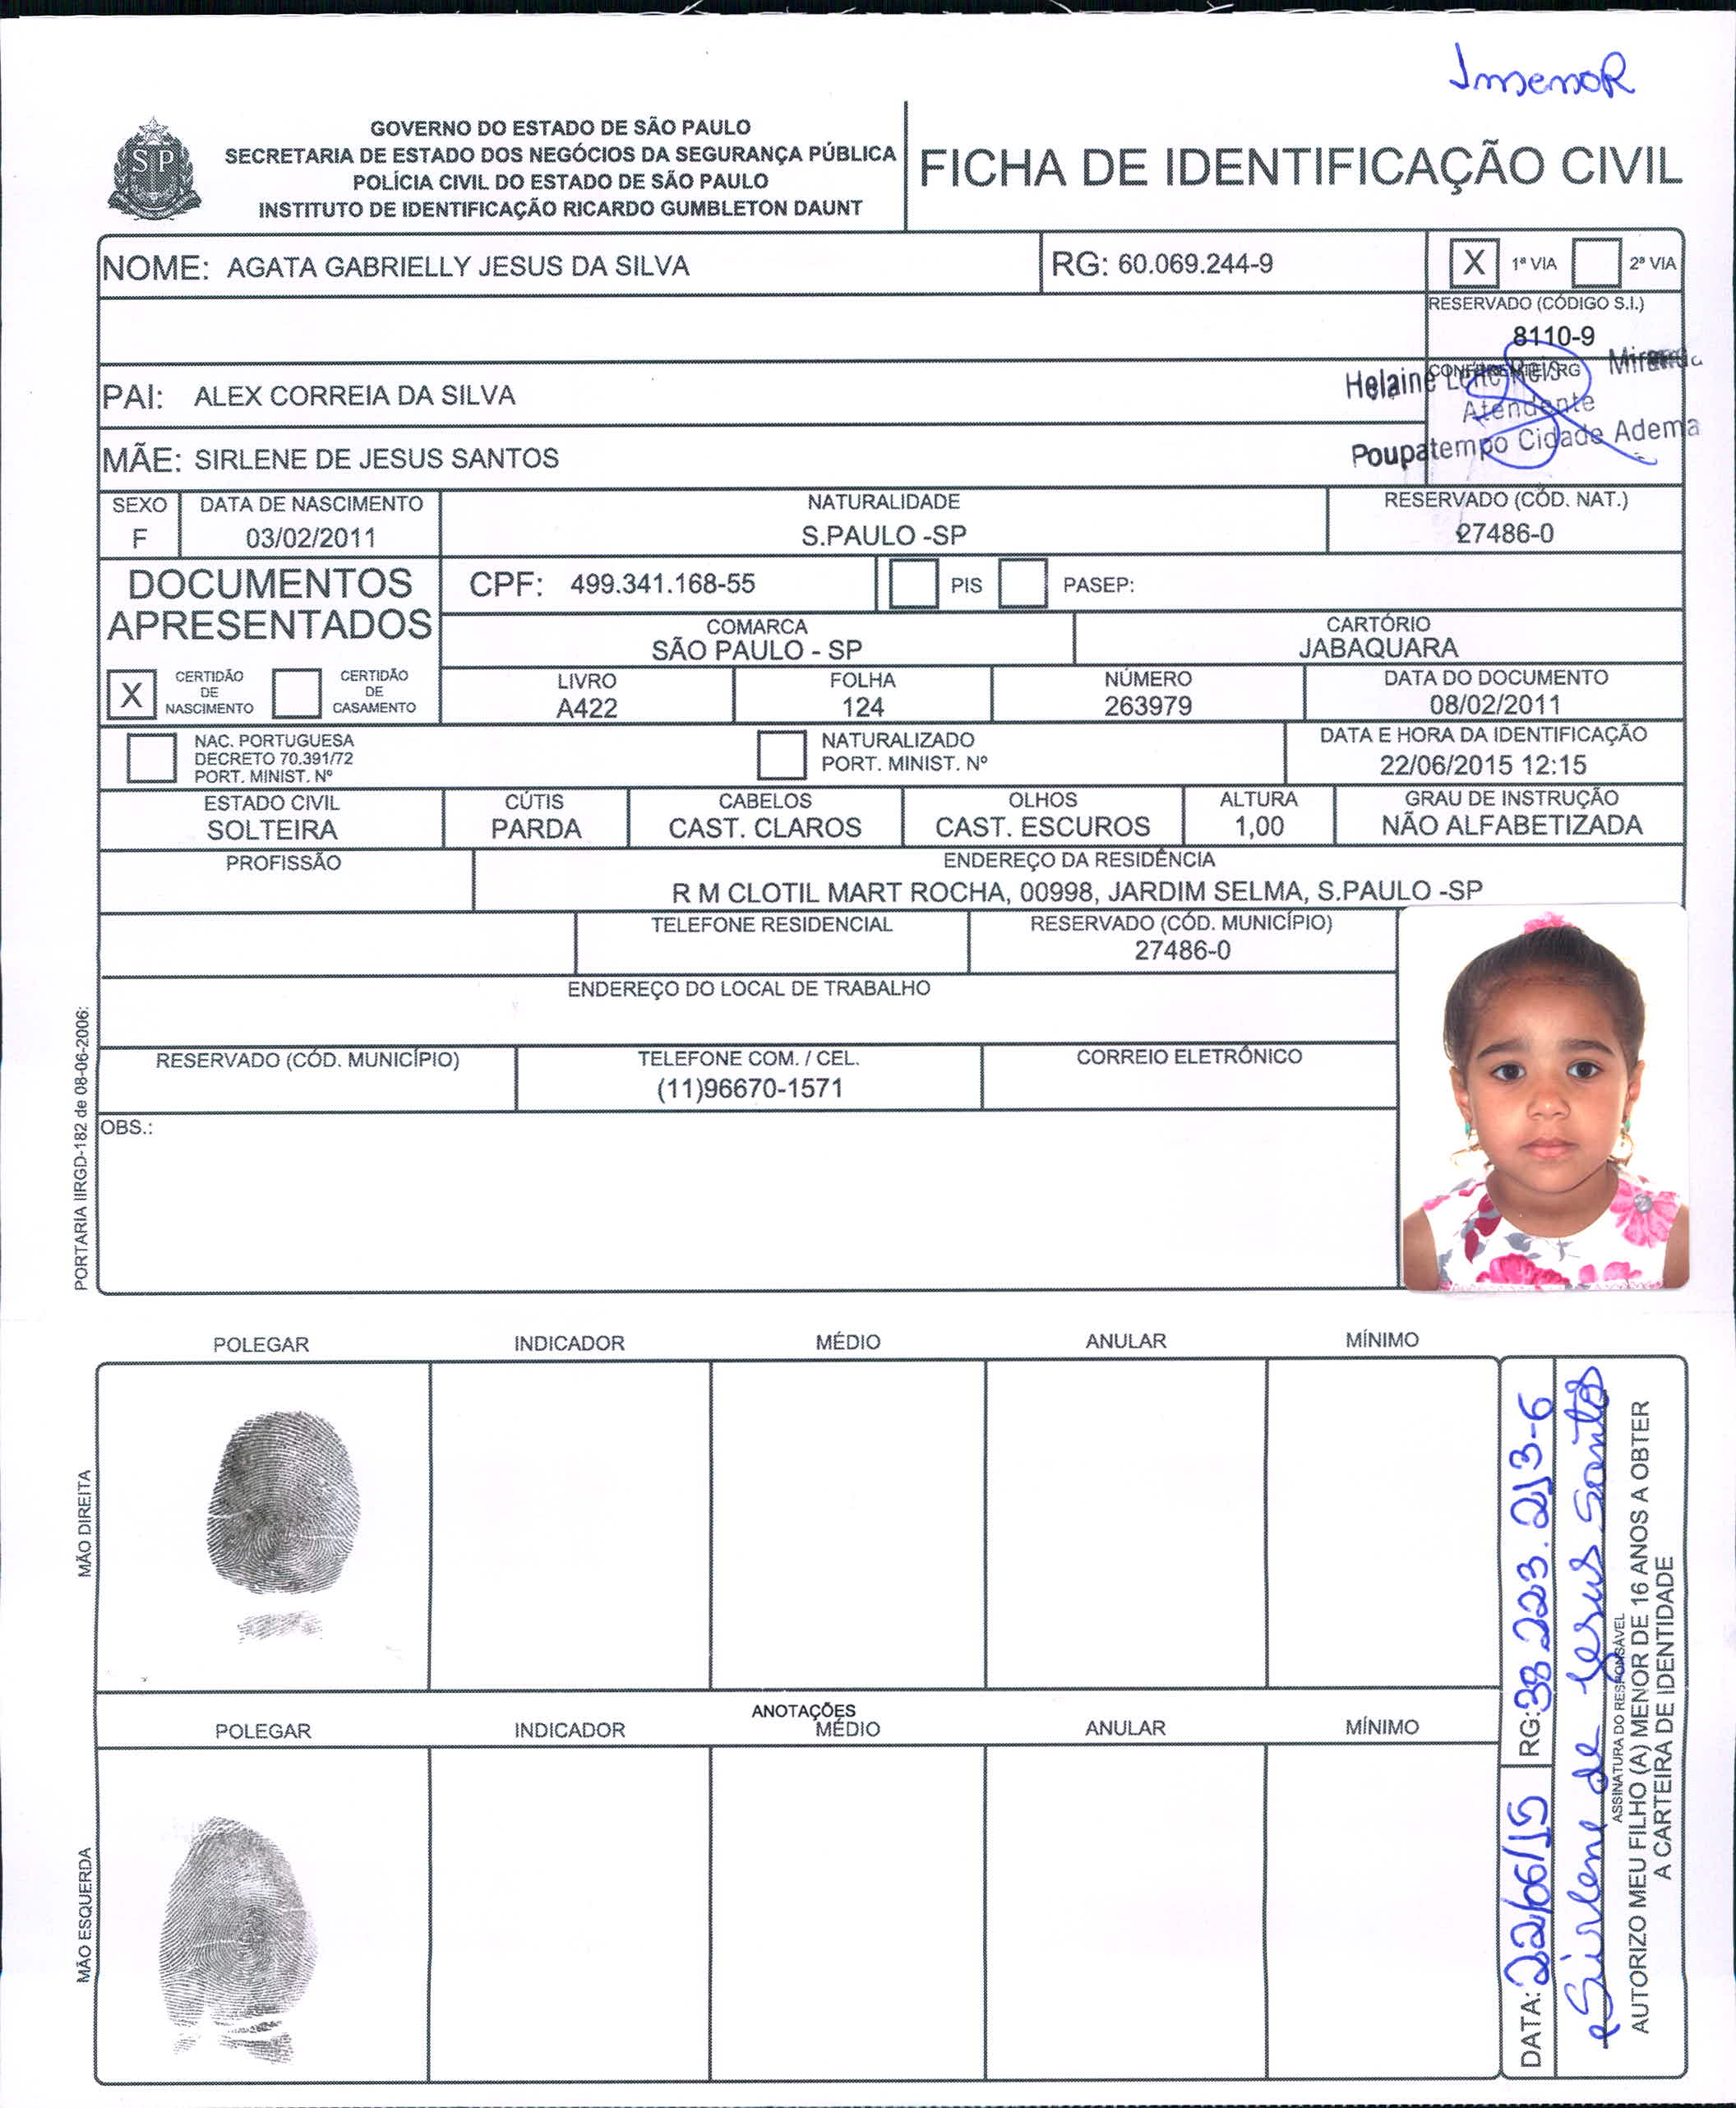 ImenoR
SP
GOVERNO DO ESTADO DE SÃO PAULO
SECRETARIA DE ESTADO DOS NEGÓCIOS DA SEGURANÇA PÚBLICA
POLÍCIA CIVIL DO ESTADO DE SÃO PAULO
INSTITUTO DE IDENTIFICAÇÃO RICARDO GUMBLETON DAUNT
FICHA DE IDENTIFICAÇÃO CIVIL
NOME: AGATA GABRIELLY JESUS DA SILVA
RG: 60.069.244-9
X 1ª VIA 2ª VIA
RESERVADO (CÓDIGO S.I.)
8110-9
PAI: ALEX CORREIA DA SILVA
Helaine Reis Miranda
Atendente
Poupatempo Cidade Adema
MÃE: SIRLENE DE JESUS SANTOS
SEXO
F
DATA DE NASCIMENTO
03/02/2011
NATURALIDADE
S.PAULO -SP
RESERVADO (CÓD. NAT.)
27486-0
DOCUMENTOS
APRESENTADOS
CPF: 499.341.168-55
PIS PASEP:
COMARCA
SÃO PAULO - SP
CARTÓRIO
JABAQUARA
X CERTIDÃO
DE
NASCIMENTO
CERTIDÃO
DE
CASAMENTO
LIVRO
A422
FOLHA
124
NÚMERO
263979
DATA DO DOCUMENTO
08/02/2011
NAC. PORTUGUESA
DECRETO 70.391/72
PORT. MINIST. Nº
NATURALIZADO
PORT. MINIST. Nº
DATA E HORA DA IDENTIFICAÇÃO
22/06/2015 12:15
ESTADO CIVIL
SOLTEIRA
CÚTIS
PARDA
CABELOS
CAST. CLAROS
OLHOS
CAST. ESCUROS
ALTURA
1,00
GRAU DE INSTRUÇÃO
NÃO ALFABETIZADA
PROFISSÃO
ENDEREÇO DA RESIDÊNCIA
R M CLOTIL MART ROCHA, 00998, JARDIM SELMA, S.PAULO -SP
TELEFONE RESIDENCIAL
RESERVADO (CÓD. MUNICÍPIO)
27486-0
ENDEREÇO DO LOCAL DE TRABALHO
RESERVADO (CÓD. MUNICÍPIO)
TELEFONE COM. / CEL.
(11)96670-1571
CORREIO ELETRÔNICO
OBS.:
PORTARIA IIRGD-182 de 08-06-2006:
POLEGAR INDICADOR MÉDIO ANULAR MÍNIMO
MÃO DIREITA
ANOTAÇÕES
POLEGAR INDICADOR MÉDIO ANULAR MÍNIMO
MÃO ESQUERDA
DATA: 22/06/15 RG: 38 223. 213-6
Sirlene de Jesus Santos
ASSINATURA DO RESPONSÁVEL
AUTORIZO MEU FILHO (A) MENOR DE 16 ANOS A OBTER
A CARTEIRA DE IDENTIDADE